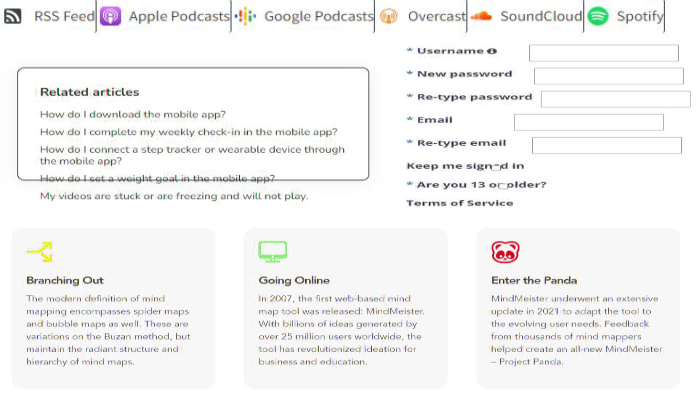 RSS Feed Apple Podcasts Google Podcasts Overcast SoundCloud Spotify
Related articles
How do I download the mobile app?
How do I complete my weekly check-in in the mobile app?
How do I connect a step tracker or wearable device through
the mobile app?
How do I set a weight goal in the mobile app?
My videos are stuck or are freezing and will not play.
* Username
* New password
* Re-type password
* Email
* Re-type email
Keep me signed in
* Are you 13 or older?
Terms of Service
Branching Out
The modern definition of mind
mapping encompasses spider maps
and bubble maps as well. These are
variations on the Buzan method, but
maintain the radiant structure and
hierarchy of mind maps.
Going Online
In 2007, the first web-based mind
map tool was released: MindMeister.
With billions of ideas generated by
over 25 million users worldwide, the
tool has revolutionized ideation for
business and education.
Enter the Panda
MindMeister underwent an extensive
update in 2021 to adapt the tool to
the evolving user needs. Feedback
from thousands of mind mappers
helped create an all-new MindMeister
– Project Panda.